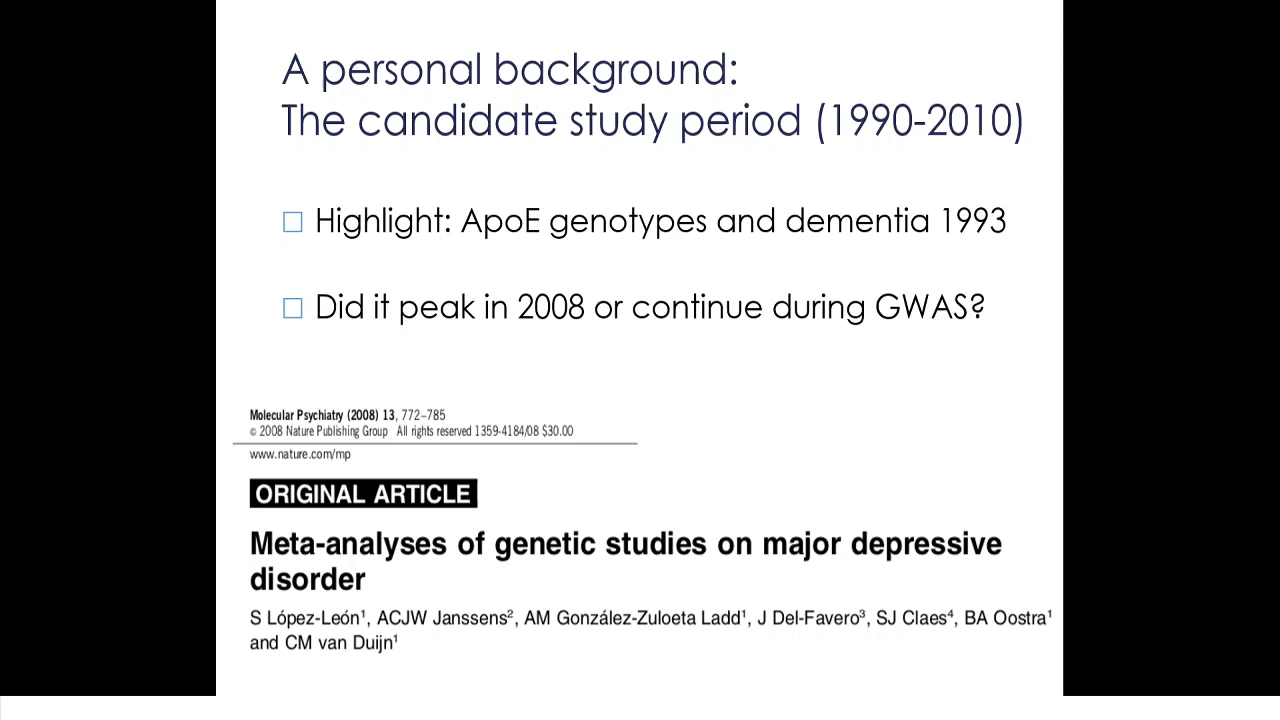 A personal background:
The candidate study period (1990-2010)
Highlight: ApoE genotypes and dementia 1993
Did it peak in 2008 or continue during GWAS?
Molecular Psychiatry (2008) 13, 772–785
© 2008 Nature Publishing Group All rights reserved 1359-4184/08 $30.00
www.nature.com/mp
ORIGINAL ARTICLE
Meta-analyses of genetic studies on major depressive
disorder
S López-León¹, ACJW Janssens², AM González-Zuloeta Ladd¹, J Del-Favero³, SJ Claes⁴, BA Oostra¹
and CM van Duijn¹